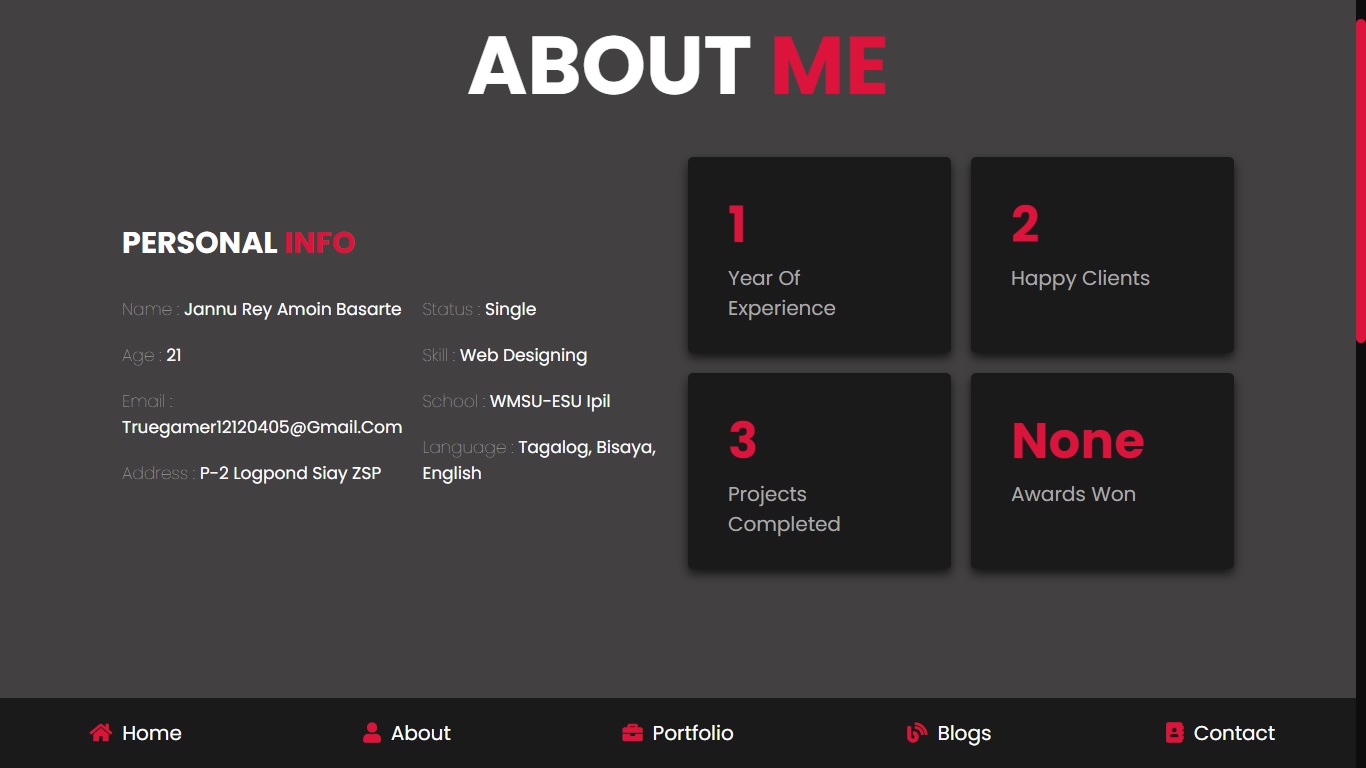 ABOUT ME
PERSONAL INFO
Name : Jannu Rey Amoin Basarte
Age : 21
Email :
Truegamer12120405@Gmail.Com
Address : P-2 Logpond Siay ZSP
Status : Single
Skill : Web Designing
School : WMSU-ESU Ipil
Language : Tagalog, Bisaya,
English
1
Year Of
Experience
2
Happy Clients
3
Projects
Completed
None
Awards Won
Home
About
Portfolio
Blogs
Contact